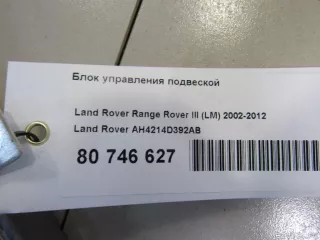 Блок управления подвеской
Land Rover Range Rover III (LM) 2002-2012
Land Rover AH4214D392AB
80 746 627